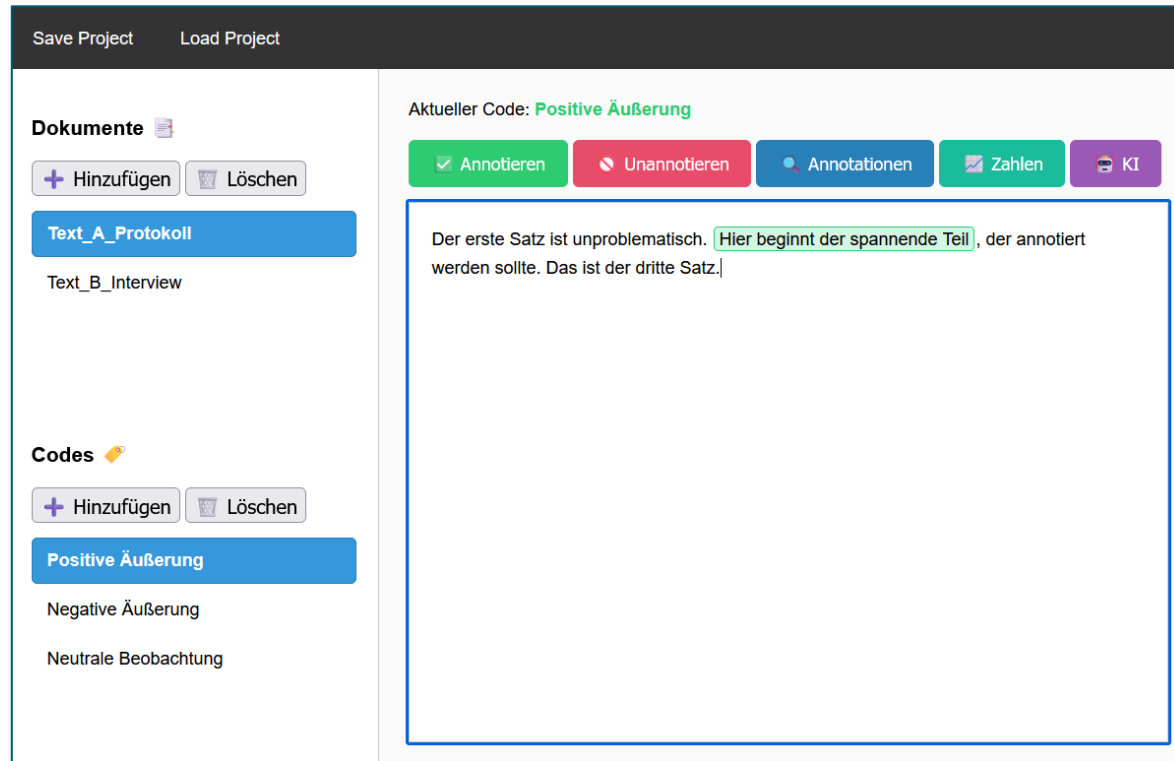 Save Project Load Project
Dokumente
Hinzufügen Löschen
Text_A_Protokoll
Text_B_Interview
Codes
Hinzufügen Löschen
Positive Äußerung
Negative Äußerung
Neutrale Beobachtung
Aktueller Code: Positive Äußerung
Annotieren Unannotieren Annotationen Zahlen KI
Der erste Satz ist unproblematisch. Hier beginnt der spannende Teil, der annotiert
werden sollte. Das ist der dritte Satz.